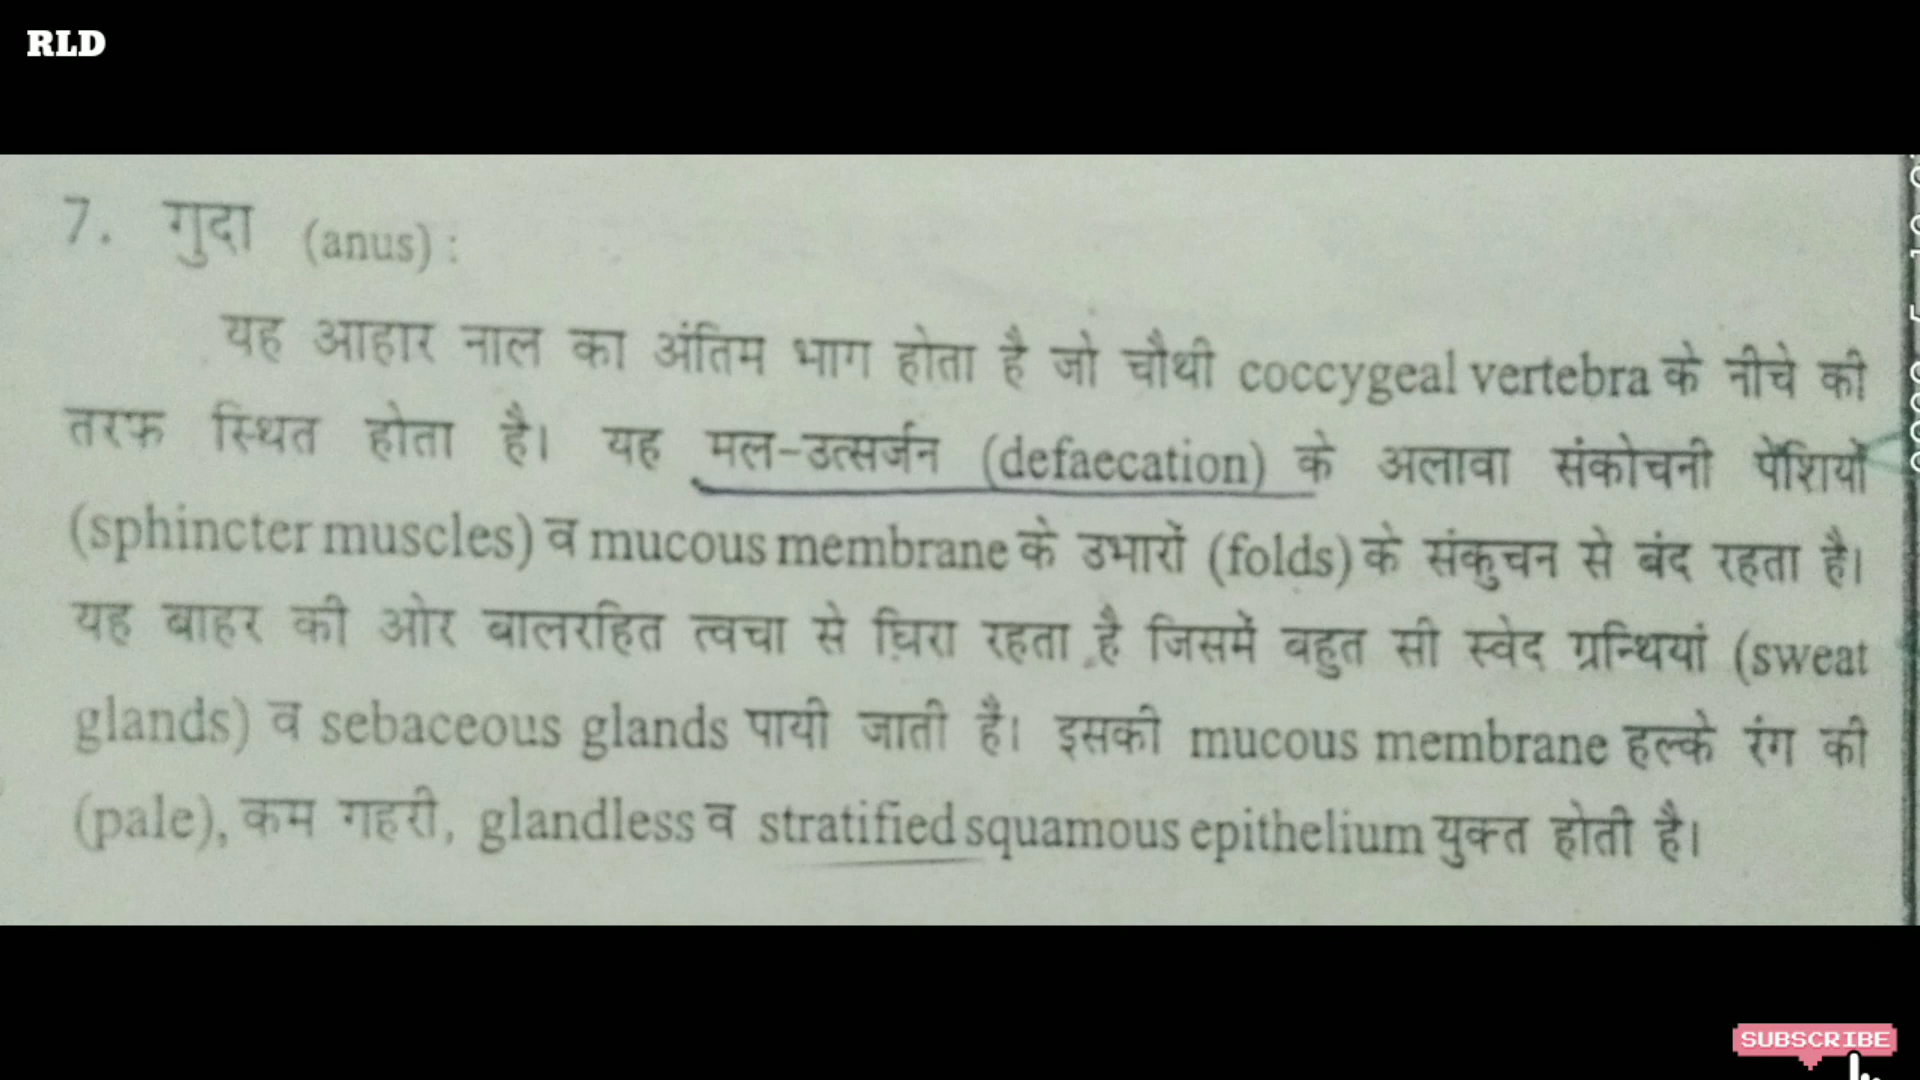 RLD
7. गुदा (anus) :
यह आहार नाल का अंतिम भाग होता है जो चौथी coccygeal vertebra के नीचे की
तरफ स्थित होता है। यह मल-उत्सर्जन (defaecation) के अलावा संकोचनी पेशियों
(sphincter muscles) व mucous membrane के उभारों (folds) के संकुचन से बंद रहता है।
यह बाहर की ओर बालरहित त्वचा से घिरा रहता है जिसमें बहुत सी स्वेद ग्रन्थियां (sweat
glands) व sebaceous glands पायी जाती है। इसकी mucous membrane हल्के रंग की
(pale), कम गहरी, glandless व stratified squamous epithelium युक्त होती है।
SUBSCRIBE